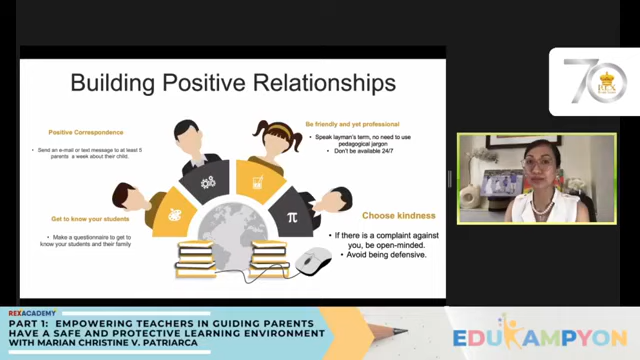 Building Positive Relationships
Positive Correspondence
Send an e-mail or text message to at least 5
parents a week about their child.
Be friendly and yet professional
Speak layman's term, no need to use
pedagogical jargon
Don't be available 24/7
Get to know your students
Make a questionnaire to get to
know your students and their family
π
Choose kindness
If there is a complaint against
you, be open-minded.
Avoid being defensive.
70
REX
REXACADEMY
PART 1: EMPOWERING TEACHERS IN GUIDING PARENTS
HAVE A SAFE AND PROTECTIVE LEARNING ENVIRONMENT
WITH MARIAN CHRISTINE V. PATRIARCA
EDUKAMPYON